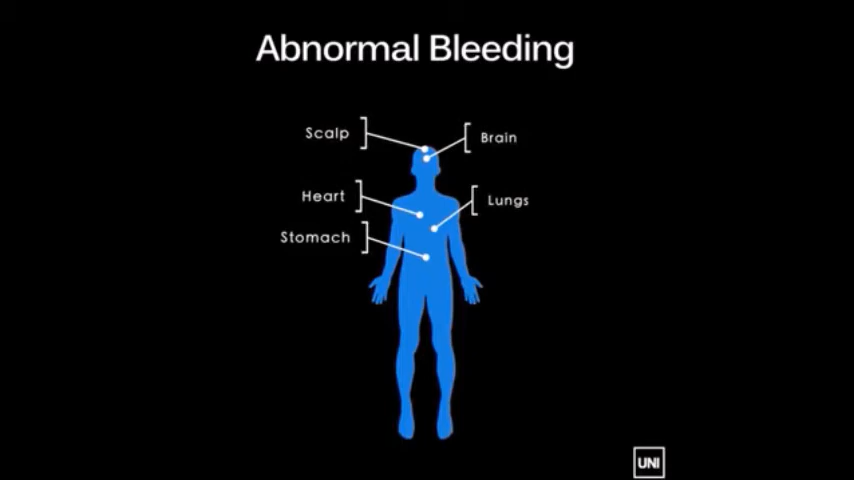 Abnormal Bleeding
Scalp
Brain
Heart
Lungs
Stomach
UNI